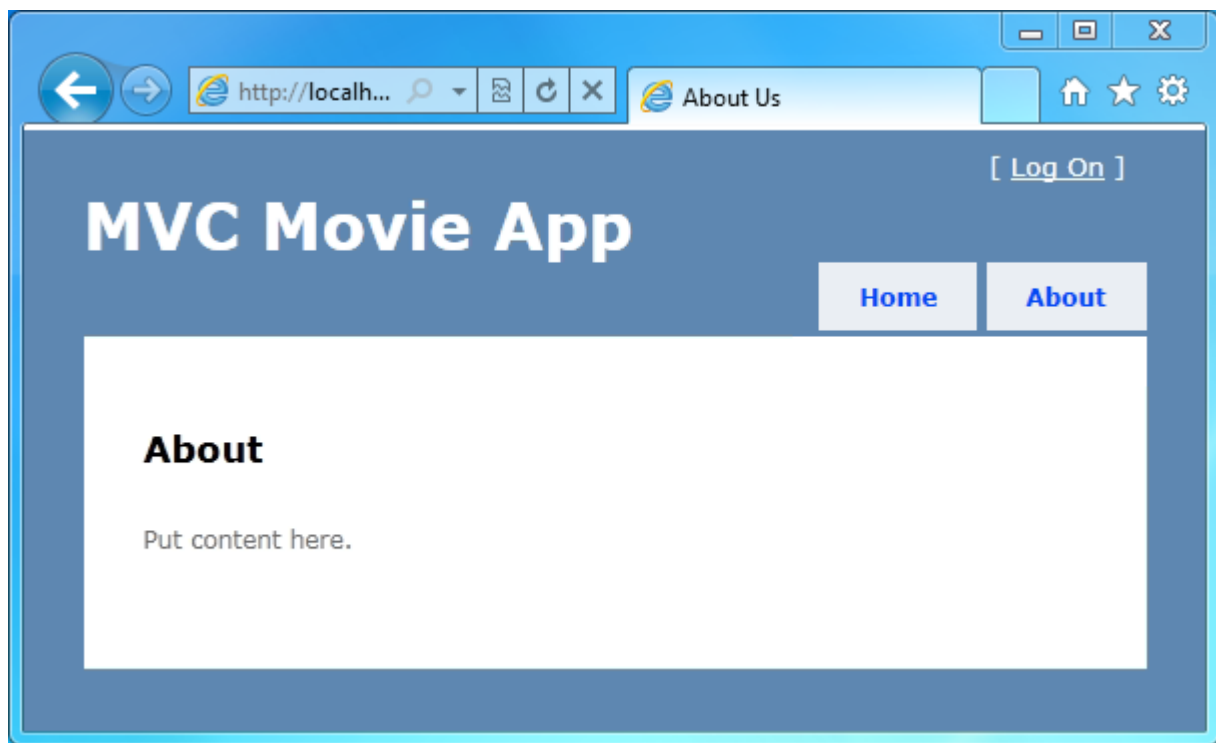 http://localh...
About Us
[ Log On ]
MVC Movie App
Home
About
About
Put content here.